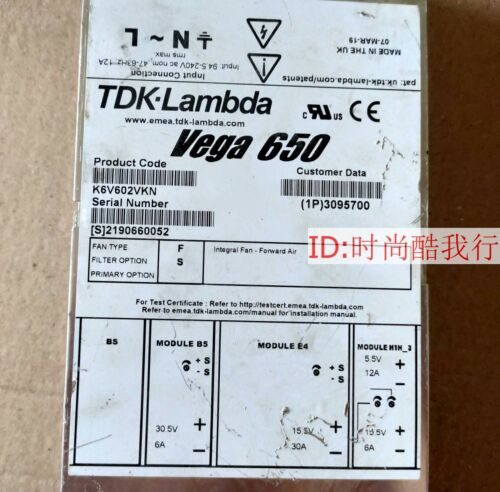 L ~ N
Input Connection
Input: 94.5-240V ac nom, 47-63Hz, 12A
rms max
MADE IN THE UK
07-MAR-19
pat: uk.tdk-lambda.com/patents
TDK-Lambda
www.emea.tdk-lambda.com
c RU US CE
Vega 650
Product Code
K6V602VKN
Serial Number
[S]2190660052
Customer Data
(1P)3095700
ID:时尚酷我行
FAN TYPE F Integral Fan - Forward Air
FILTER OPTION S
PRIMARY OPTION
For Test Certificate : Refer to http://testcert.emea.tdk-lambda.com
Refer to emea.tdk-lambda.com/manual for installation manual.
BS
MODULE B5
+ S
- S
30.5V +
6A -
MODULE E4
+ S
- S
15.5V +
30A -
MODULE H1H_3
5.5V +
12A -
+
6A -